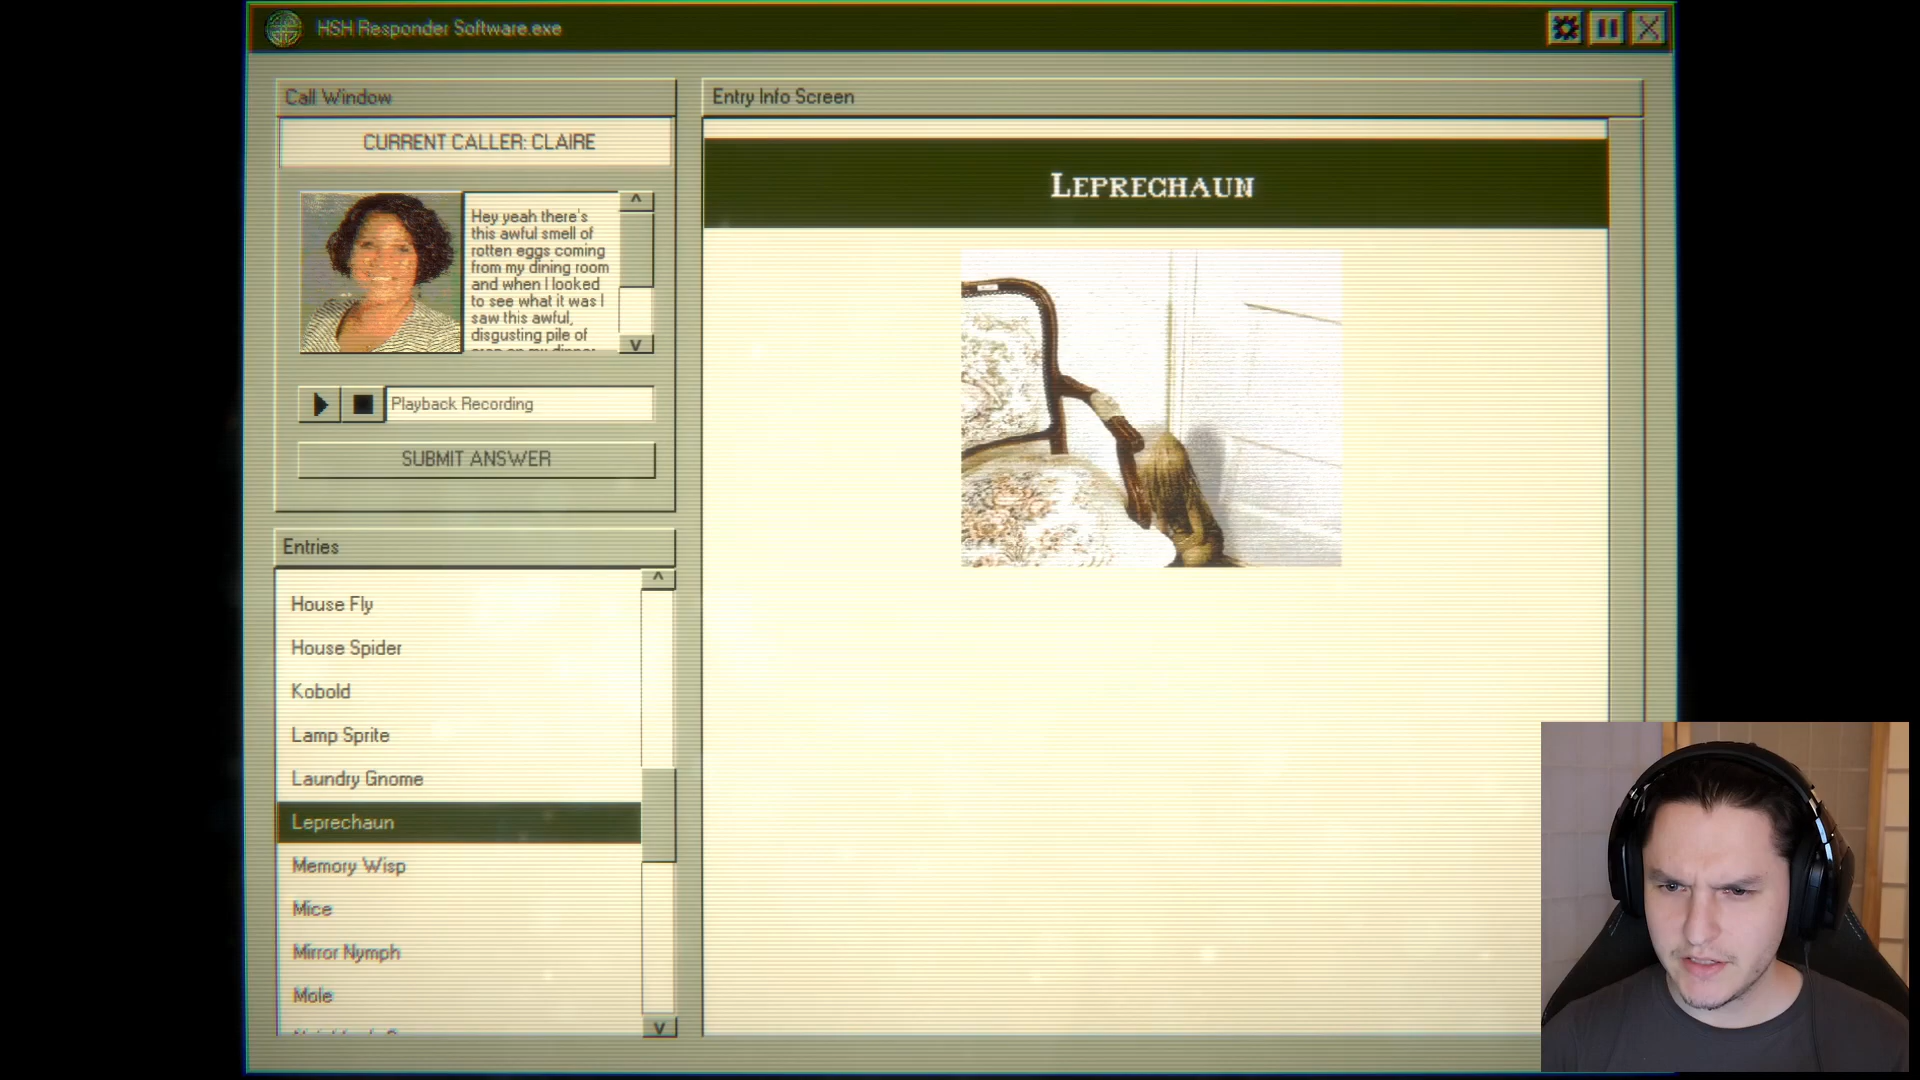 HSH Responder Software.exe
Call Window
CURRENT CALLER: CLAIRE
Hey yeah there's
this awful smell of
rotten eggs coming
from my dining room
and when I looked
to see what it was I
saw this awful,
disgusting pile of
Playback Recording
SUBMIT ANSWER
Entries
House Fly
House Spider
Kobold
Lamp Sprite
Laundry Gnome
Leprechaun
Memory Wisp
Mice
Mirror Nymph
Mole
Entry Info Screen
LEPRECHAUN